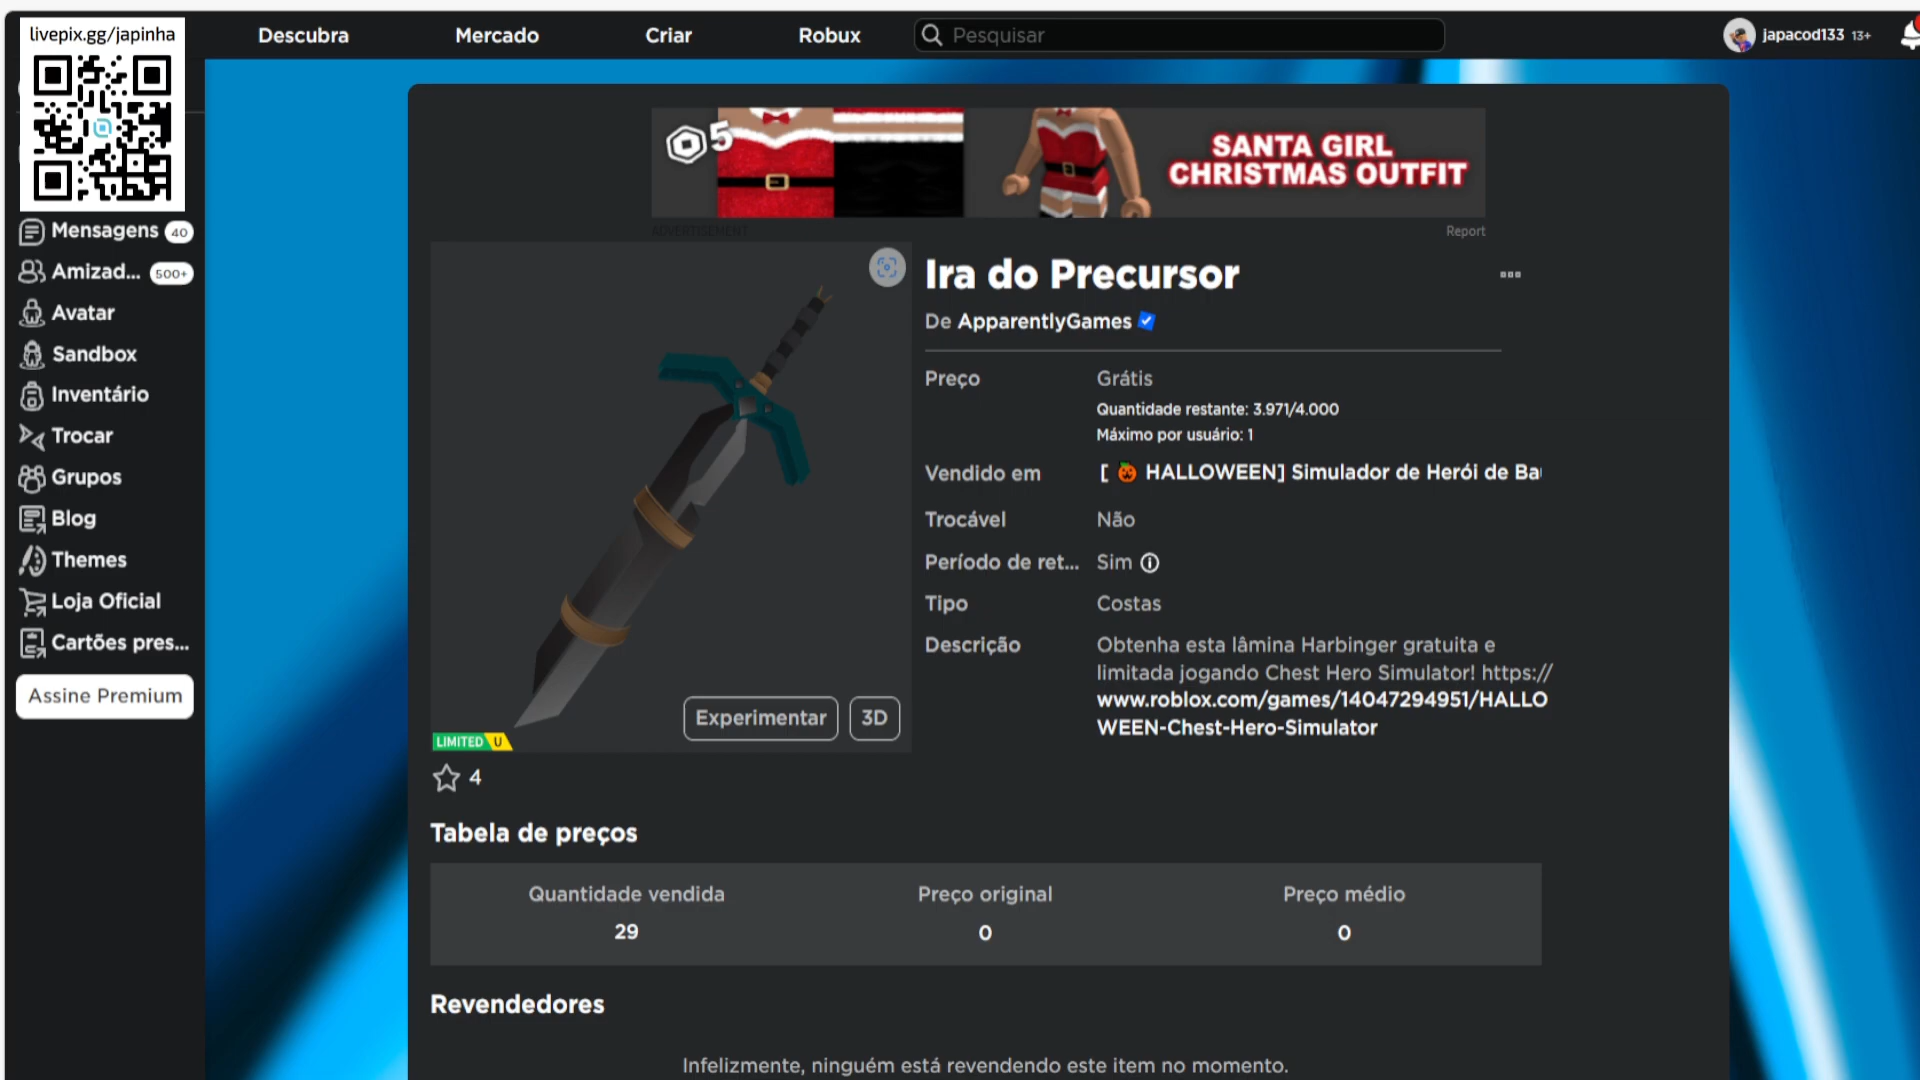 livepix.gg/japinha
Descubra
Mercado
Criar
Robux
Pesquisar
japacod133 13+
Mensagens 40
Amizad... 500+
Avatar
Sandbox
Inventário
Trocar
Grupos
Blog
Themes
Loja Oficial
Cartões pres...
Assine Premium
5
SANTA GIRL
CHRISTMAS OUTFIT
ADVERTISEMENT
Report
Ira do Precursor
De ApparentlyGames
Preço Grátis
Quantidade restante: 3.971/4.000
Máximo por usuário: 1
Vendido em [ 🎃 HALLOWEEN] Simulador de Herói de Ba
Trocável Não
Período de ret... Sim
Tipo Costas
Descrição Obtenha esta lâmina Harbinger gratuita e
limitada jogando Chest Hero Simulator! https://
www.roblox.com/games/14047294951/HALLO
WEEN-Chest-Hero-Simulator
Experimentar
3D
LIMITED U
4
Tabela de preços
Quantidade vendida
29
Preço original
0
Preço médio
0
Revendedores
Infelizmente, ninguém está revendendo este item no momento.